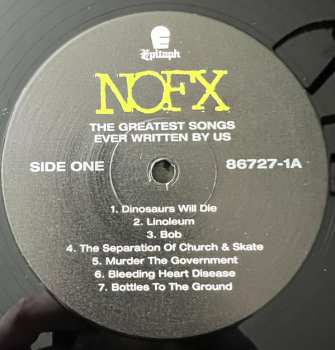 Epitaph
NOFX
THE GREATEST SONGS
EVER WRITTEN BY US
SIDE ONE
86727-1A
1. Dinosaurs Will Die
2. Linoleum
3. Bob
4. The Separation Of Church & Skate
5. Murder The Government
6. Bleeding Heart Disease
7. Bottles To The Ground